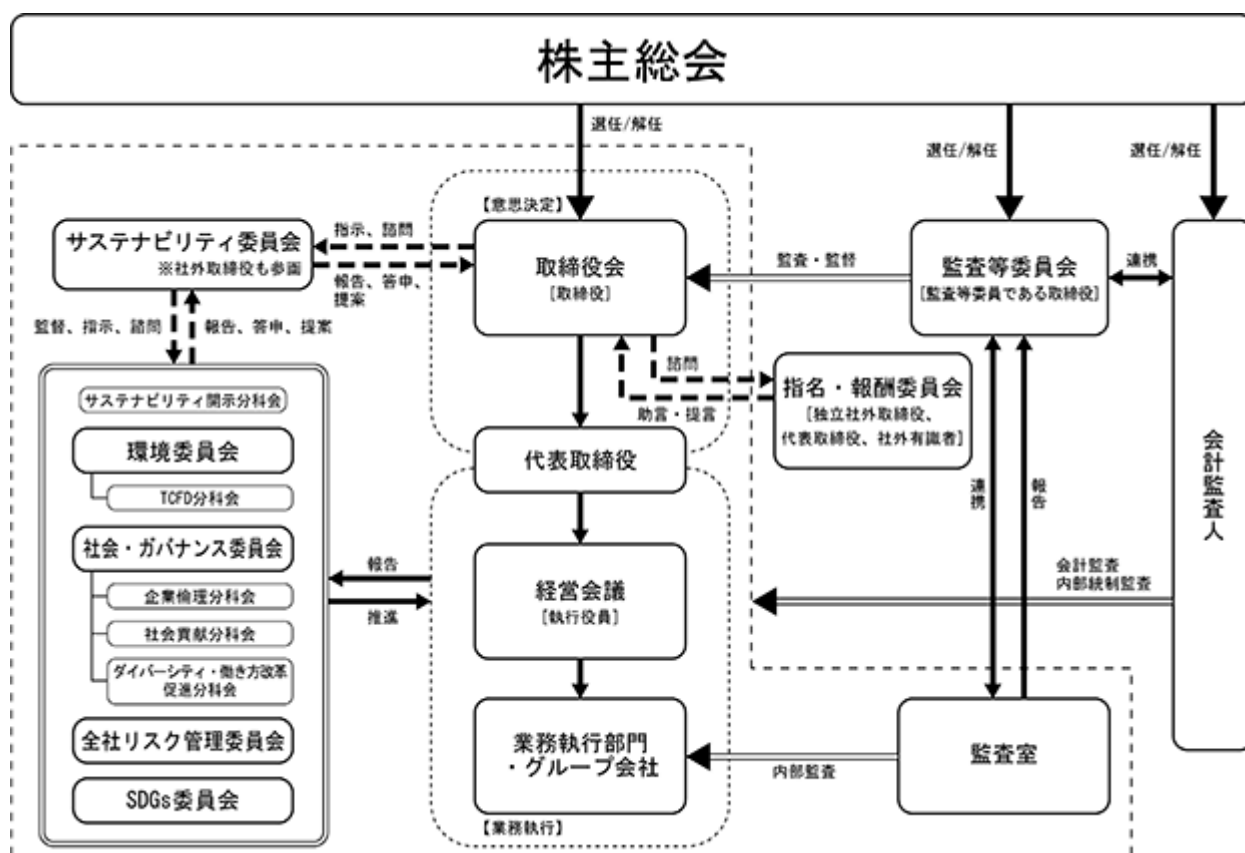 株主総会
選任/解任
選任/解任
選任/解任
【意思決定】
サステナビリティ委員会
※社外取締役も参画
指示、諮問
報告、答申、
提案
取締役会
[取締役]
監査・監督
監査等委員会
[監査等委員である取締役]
連携
会計監査人
監督、指示、諮問
報告、答申、提案
諮問
助言・提言
指名・報酬委員会
[独立社外取締役、
代表取締役、社外有識者]
サステナビリティ開示分科会
環境委員会
TCFD分科会
社会・ガバナンス委員会
企業倫理分科会
社会貢献分科会
ダイバーシティ・働き方改革
促進分科会
全社リスク管理委員会
SDGs委員会
代表取締役
報告
推進
経営会議
[執行役員]
連携
報告
会計監査
内部統制監査
業務執行部門
・グループ会社
内部監査
監査室
【業務執行】